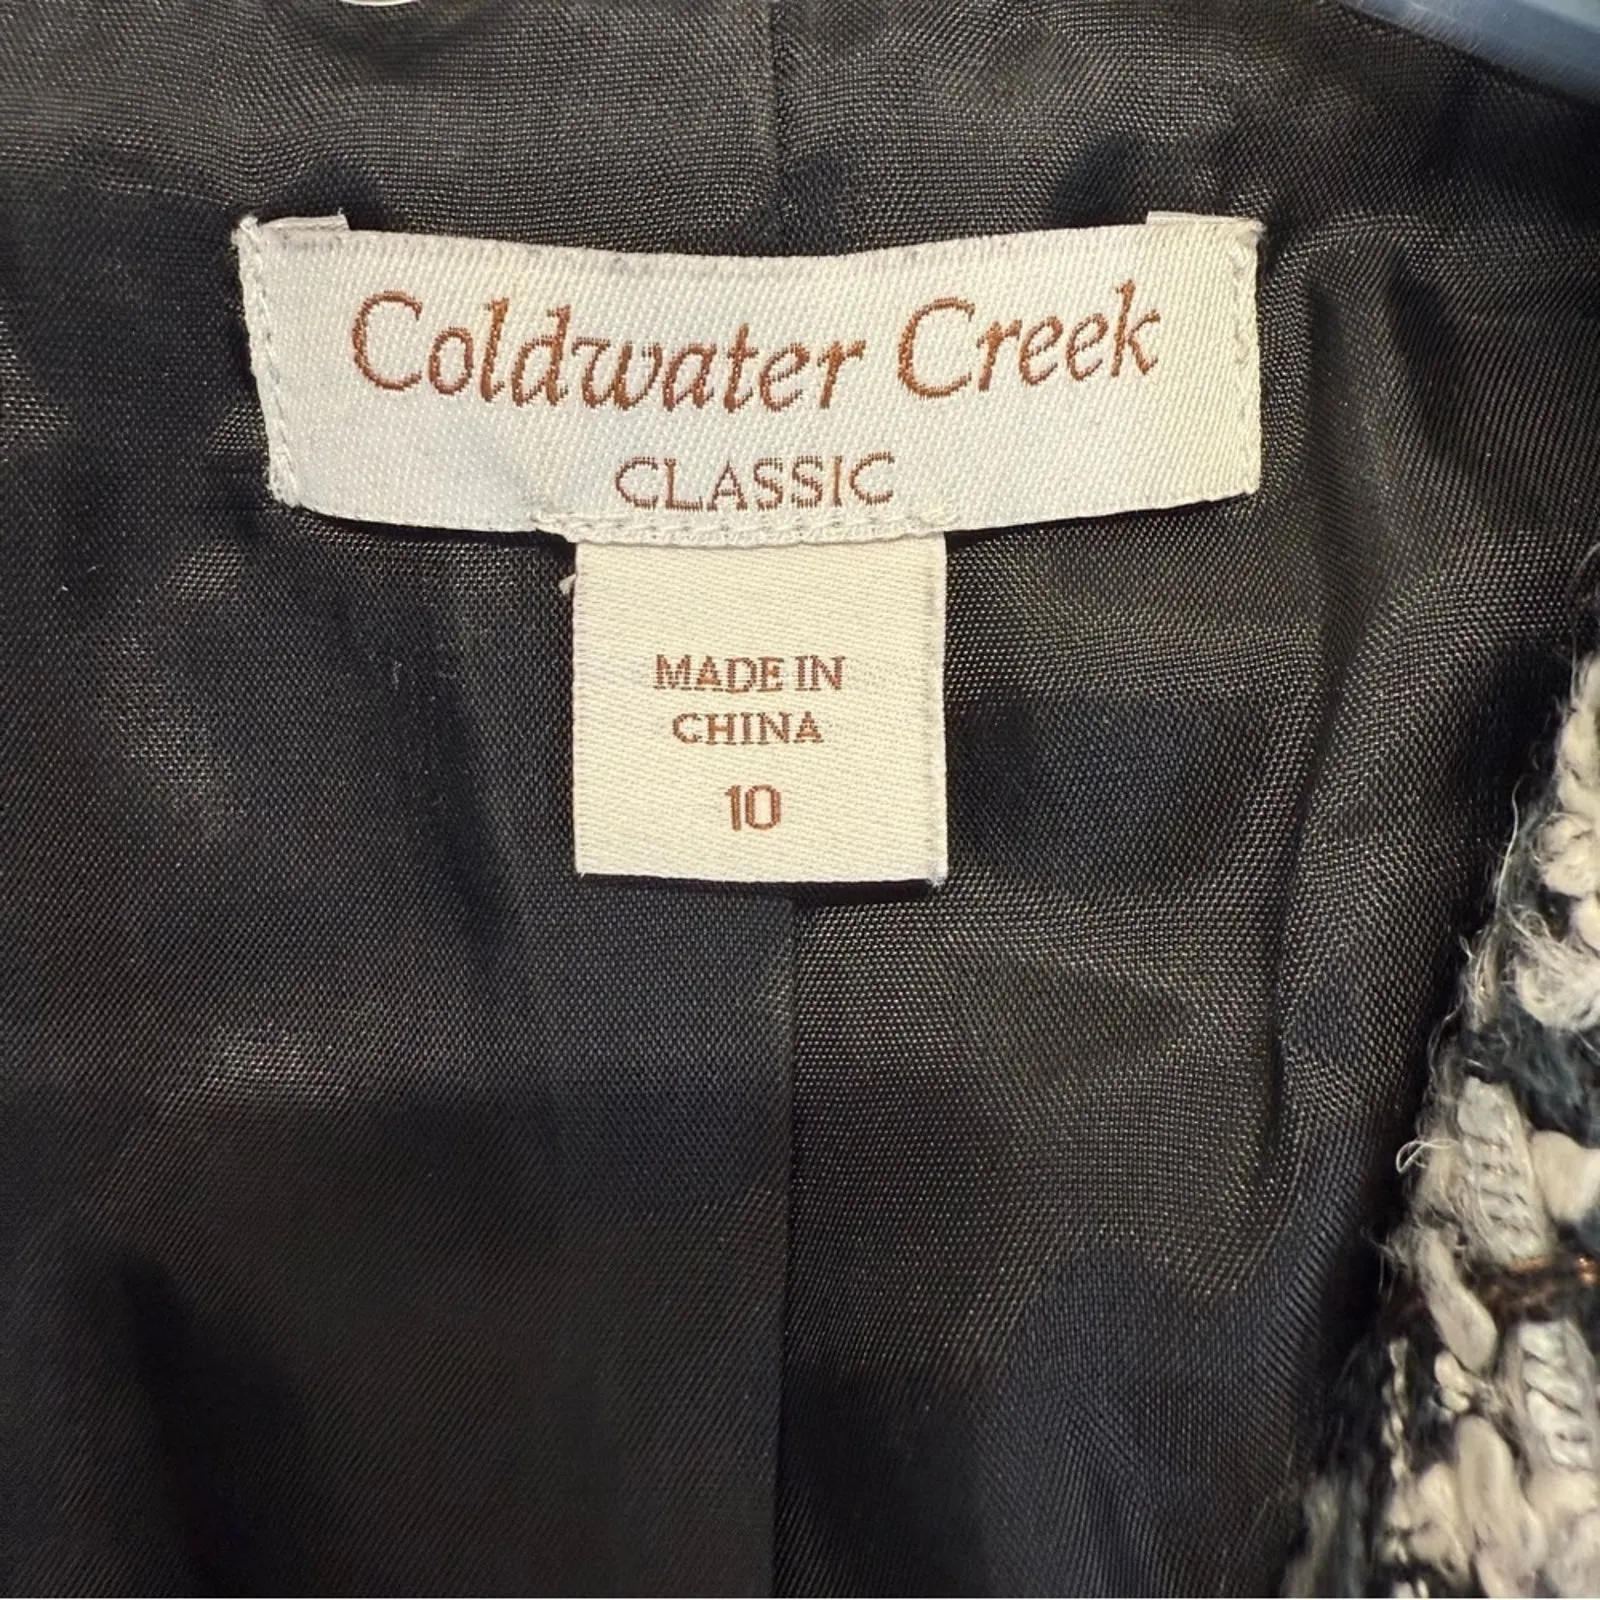 Coldwater Creek
CLASSIC
MADE IN
CHINA
10